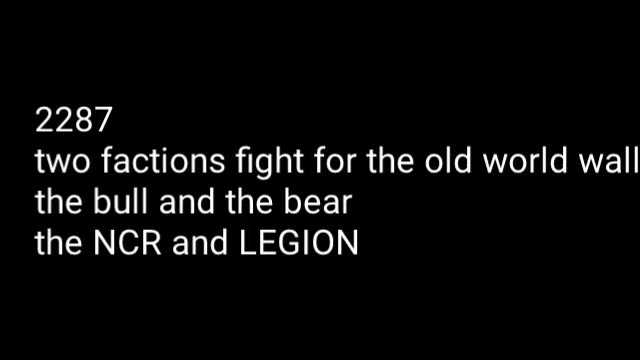 2287
two factions fight for the old world wall
the bull and the bear
the NCR and LEGION